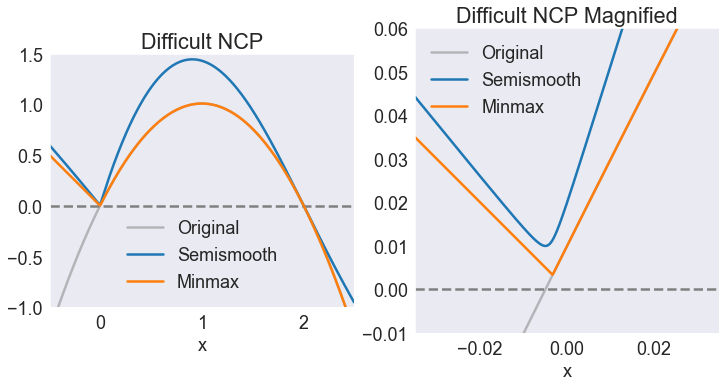 Difficult NCP
1.5
1.0
0.5
0.0
−0.5
−1.0
Original
Semismooth
Minmax
0 1 2
x
Difficult NCP Magnified
0.06
0.05
0.04
0.03
0.02
0.01
0.00
−0.01
Original
Semismooth
Minmax
−0.02 0.00 0.02
x